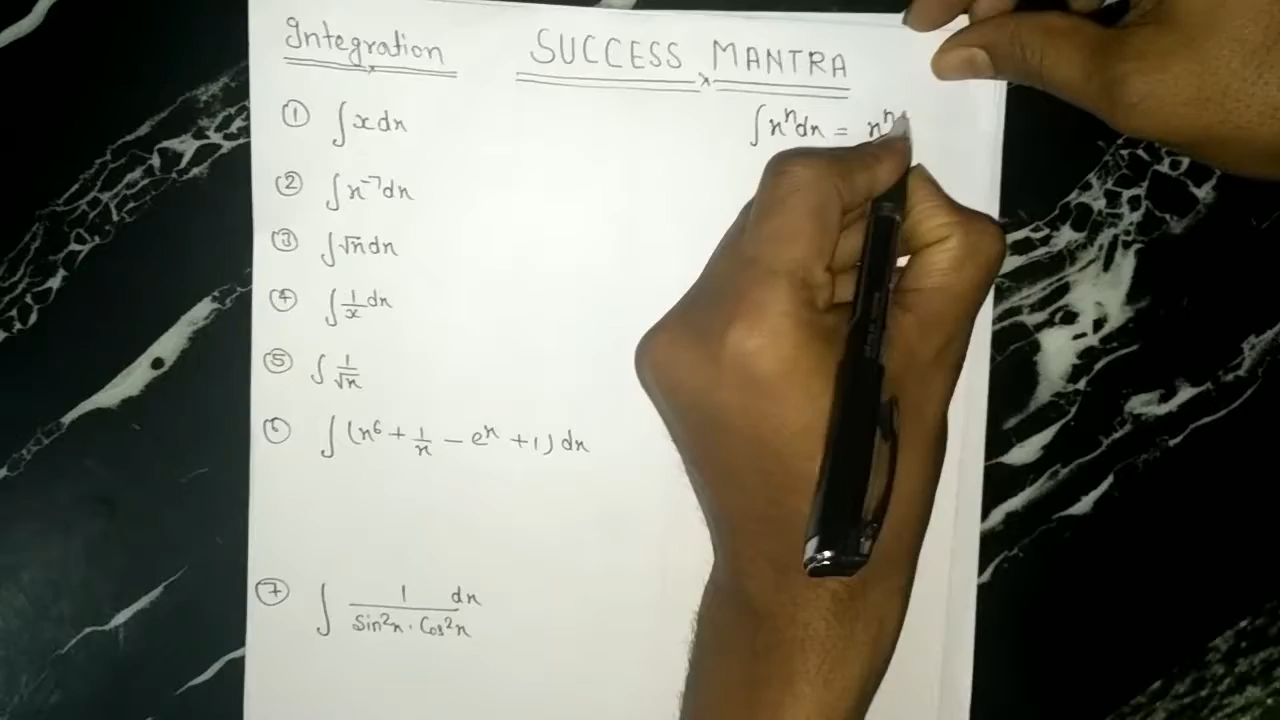 Integration SUCCESS MANTRA
∫xⁿdx = xⁿ
① ∫x dx
② ∫x⁻⁷dx
③ ∫√x dx
④ ∫1/x dx
⑤ ∫1/√x
⑥ ∫(x⁶ + 1/x − eˣ + 1) dx
⑦ ∫ 1/(Sin²x · Cos²x) dx